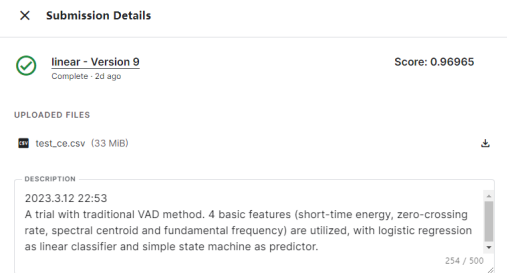 Submission Details
linear - Version 9
Score: 0.96965
Complete · 2d ago
UPLOADED FILES
CSV
test_ce.csv (33 MiB)
DESCRIPTION
2023.3.12 22:53
A trial with traditional VAD method. 4 basic features (short-time energy, zero-crossing
rate, spectral centroid and fundamental frequency) are utilized, with logistic regression
as linear classifier and simple state machine as predictor.
254 / 500